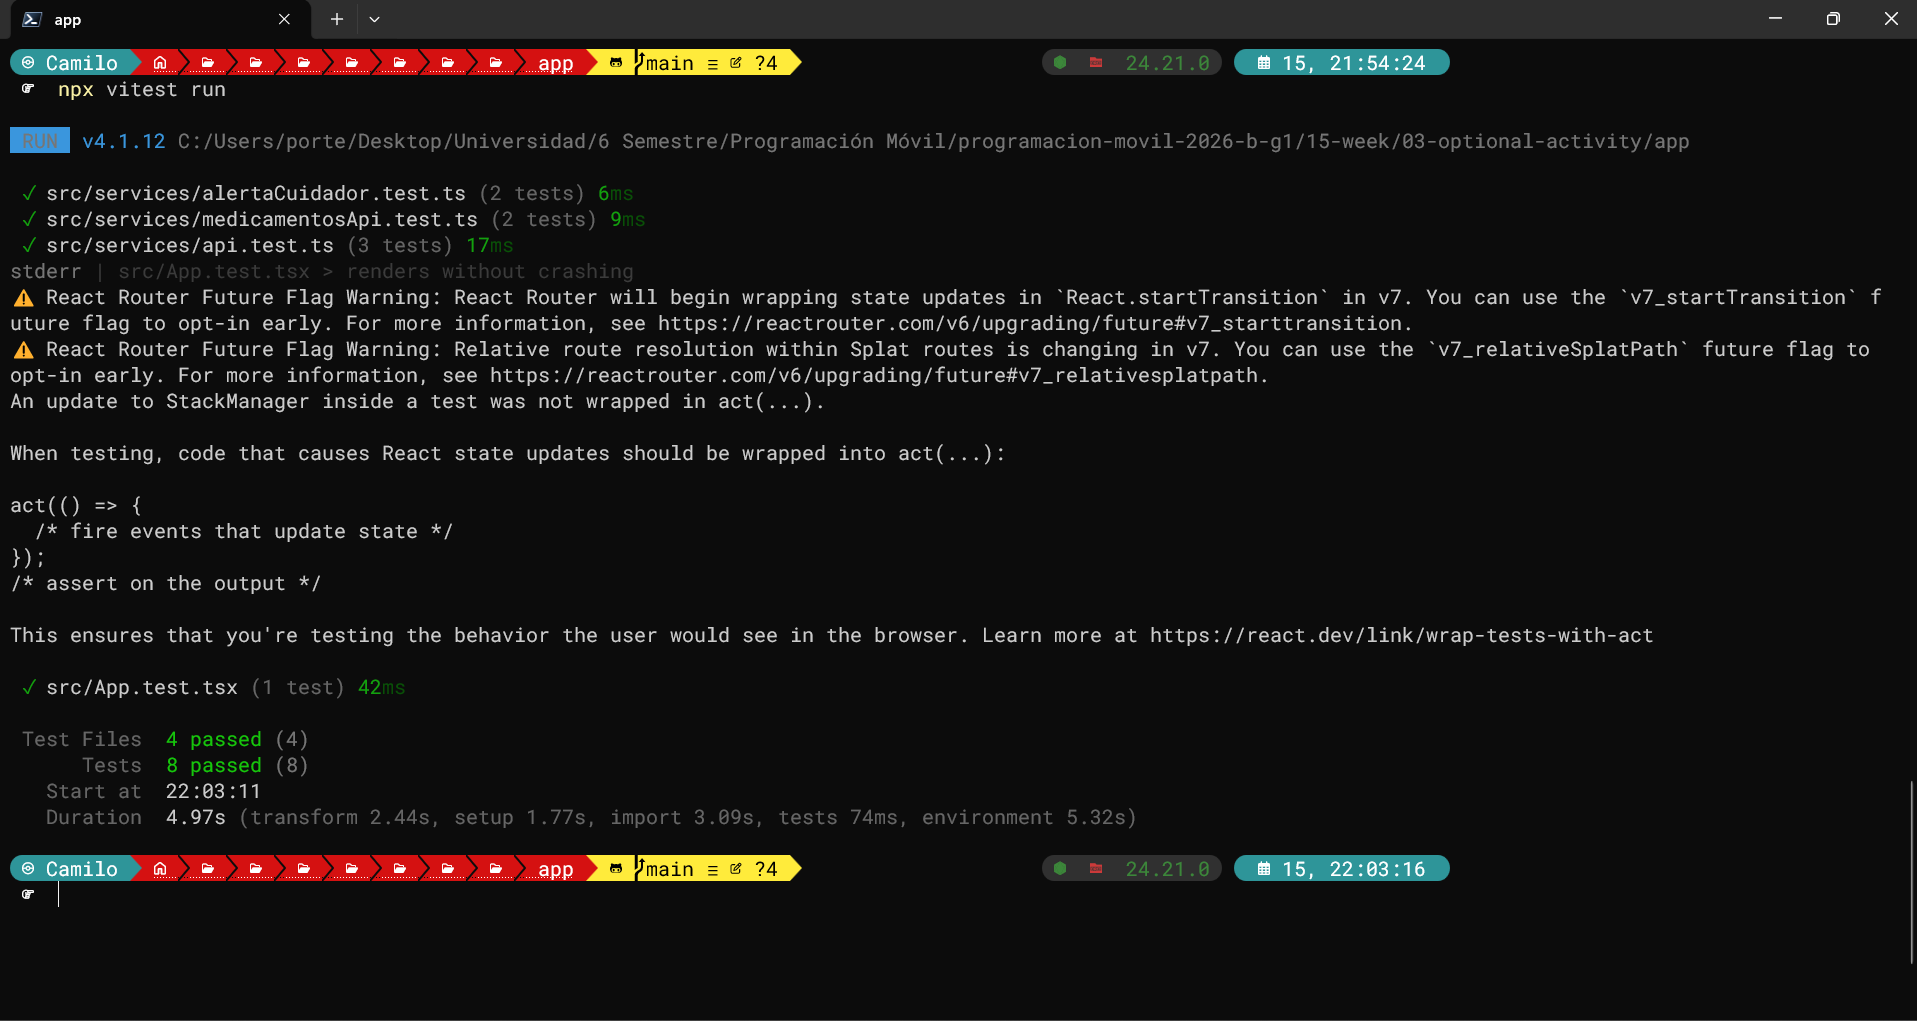 app
Camilo app main ≡ ?4 24.21.0 15, 21:54:24
npx vitest run
RUN v4.1.12 C:/Users/porte/Desktop/Universidad/6 Semestre/Programación Móvil/programacion-movil-2026-b-g1/15-week/03-optional-activity/app
✓ src/services/alertaCuidador.test.ts (2 tests) 6ms
✓ src/services/medicamentosApi.test.ts (2 tests) 9ms
✓ src/services/api.test.ts (3 tests) 17ms
stderr | src/App.test.tsx > renders without crashing
⚠️ React Router Future Flag Warning: React Router will begin wrapping state updates in `React.startTransition` in v7. You can use the `v7_startTransition` f
uture flag to opt-in early. For more information, see https://reactrouter.com/v6/upgrading/future#v7_starttransition.
⚠️ React Router Future Flag Warning: Relative route resolution within Splat routes is changing in v7. You can use the `v7_relativeSplatPath` future flag to
opt-in early. For more information, see https://reactrouter.com/v6/upgrading/future#v7_relativesplatpath.
An update to StackManager inside a test was not wrapped in act(...).
When testing, code that causes React state updates should be wrapped into act(...):
act(() => {
  /* fire events that update state */
});
/* assert on the output */
This ensures that you're testing the behavior the user would see in the browser. Learn more at https://react.dev/link/wrap-tests-with-act
✓ src/App.test.tsx (1 test) 42ms
Test Files 4 passed (4)
Tests 8 passed (8)
Start at 22:03:11
Duration 4.97s (transform 2.44s, setup 1.77s, import 3.09s, tests 74ms, environment 5.32s)
Camilo app main ≡ ?4 24.21.0 15, 22:03:16